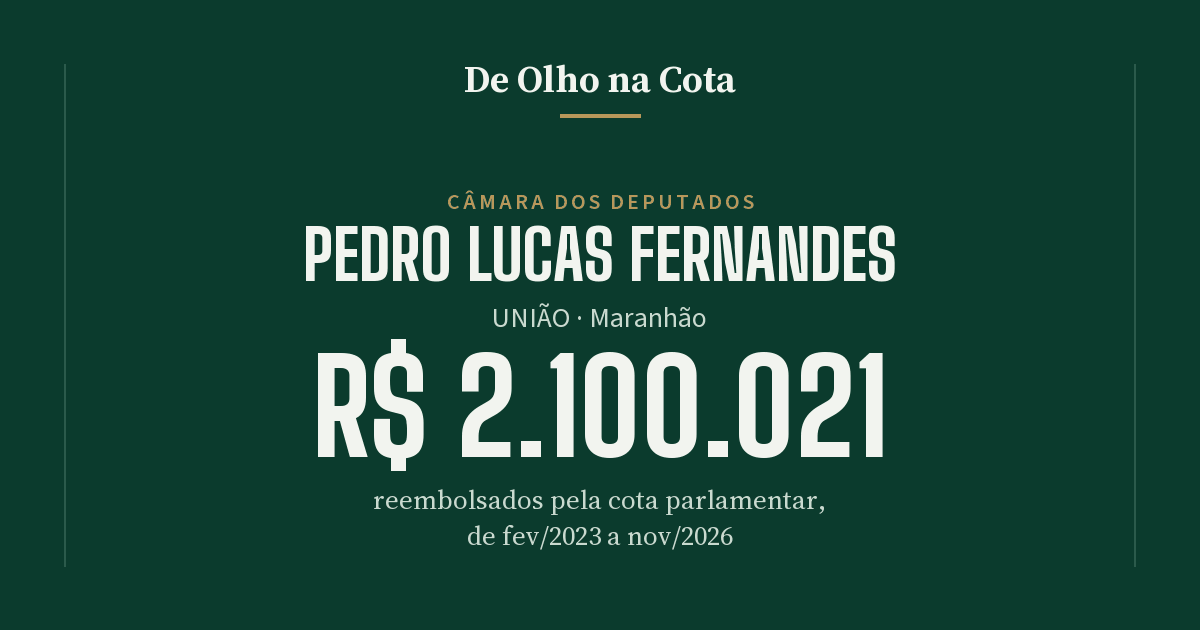 De Olho na Cota
CÂMARA DOS DEPUTADOS
PEDRO LUCAS FERNANDES
UNIÃO · Maranhão
R$ 2.100.021
reembolsados pela cota parlamentar,
de fev/2023 a nov/2026